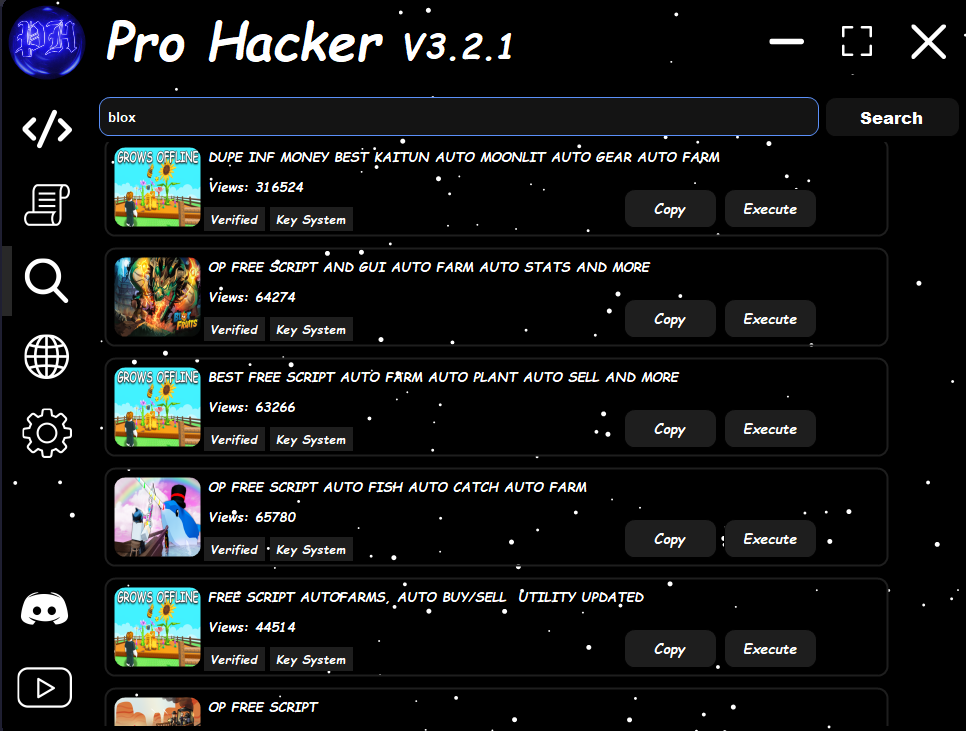 PH
Pro Hacker V3.2.1
blox
Search
GROWS OFFLINE
DUPE INF MONEY BEST KAITUN AUTO MOONLIT AUTO GEAR AUTO FARM
Views: 316524
Verified Key System
Copy Execute
OP FREE SCRIPT AND GUI AUTO FARM AUTO STATS AND MORE
Views: 64274
BLOX FRUITS
Verified Key System
Copy Execute
GROWS OFFLINE
BEST FREE SCRIPT AUTO FARM AUTO PLANT AUTO SELL AND MORE
Views: 63266
Verified Key System
Copy Execute
OP FREE SCRIPT AUTO FISH AUTO CATCH AUTO FARM
Views: 65780
Verified Key System
Copy Execute
GROWS OFFLINE
FREE SCRIPT AUTOFARMS, AUTO BUY/SELL UTILITY UPDATED
Views: 44514
Verified Key System
Copy Execute
OP FREE SCRIPT